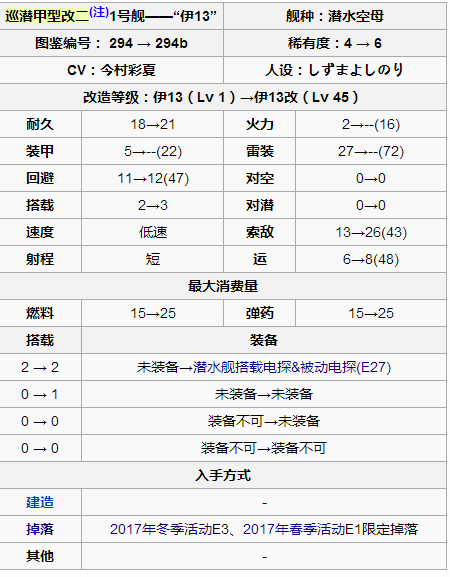 巡潜甲型改二(注)1号舰——“伊13” 舰种：潜水空母
图鉴编号： 294 → 294b 稀有度：4 → 6
CV：今村彩夏 人设：しずまよしのり
改造等级：伊13（Lv 1）→伊13改（Lv 45）
耐久 18→21 火力 2→--(16)
装甲 5→--(22) 雷装 27→--(72)
回避 11→12(47) 对空 0→0
搭载 2→3 对潜 0→0
速度 低速 索敌 13→26(43)
射程 短 运 6→8(48)
最大消费量
燃料 15→25 弹药 15→25
搭载 装备
2 → 2 未装备→潜水舰搭载电探&被动电探(E27)
0 → 1 未装备→未装备
0 → 0 装备不可→未装备
0 → 0 装备不可→装备不可
入手方式
建造 -
掉落 2017年冬季活动E3、2017年春季活动E1限定掉落
其他 -